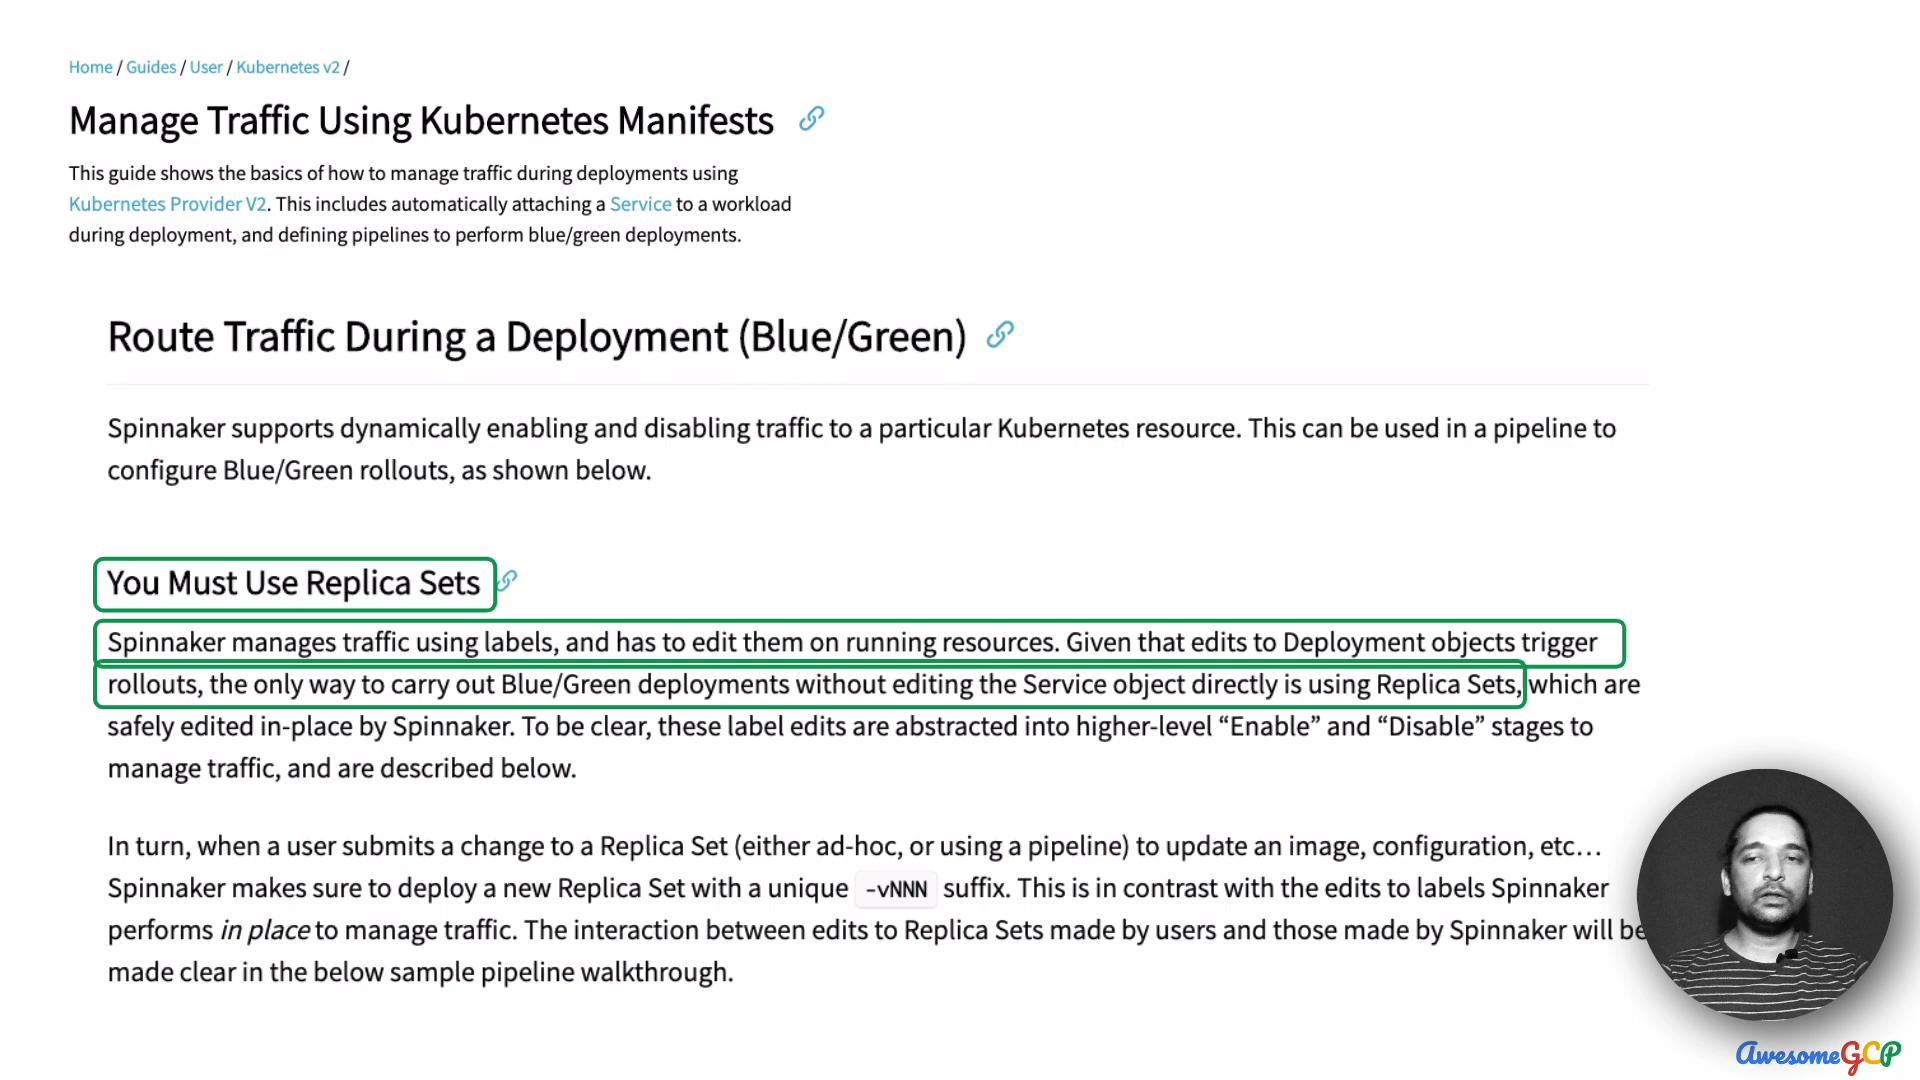 Home / Guides / User / Kubernetes v2 /
Manage Traffic Using Kubernetes Manifests
This guide shows the basics of how to manage traffic during deployments using
Kubernetes Provider V2. This includes automatically attaching a Service to a workload
during deployment, and defining pipelines to perform blue/green deployments.
Route Traffic During a Deployment (Blue/Green)
Spinnaker supports dynamically enabling and disabling traffic to a particular Kubernetes resource. This can be used in a pipeline to
configure Blue/Green rollouts, as shown below.
You Must Use Replica Sets
Spinnaker manages traffic using labels, and has to edit them on running resources. Given that edits to Deployment objects trigger
rollouts, the only way to carry out Blue/Green deployments without editing the Service object directly is using Replica Sets, which are
safely edited in-place by Spinnaker. To be clear, these label edits are abstracted into higher-level “Enable” and “Disable” stages to
manage traffic, and are described below.
In turn, when a user submits a change to a Replica Set (either ad-hoc, or using a pipeline) to update an image, configuration, etc…
Spinnaker makes sure to deploy a new Replica Set with a unique -vNNN suffix. This is in contrast with the edits to labels Spinnaker
performs in place to manage traffic. The interaction between edits to Replica Sets made by users and those made by Spinnaker will be
made clear in the below sample pipeline walkthrough.
AwesomeGCP